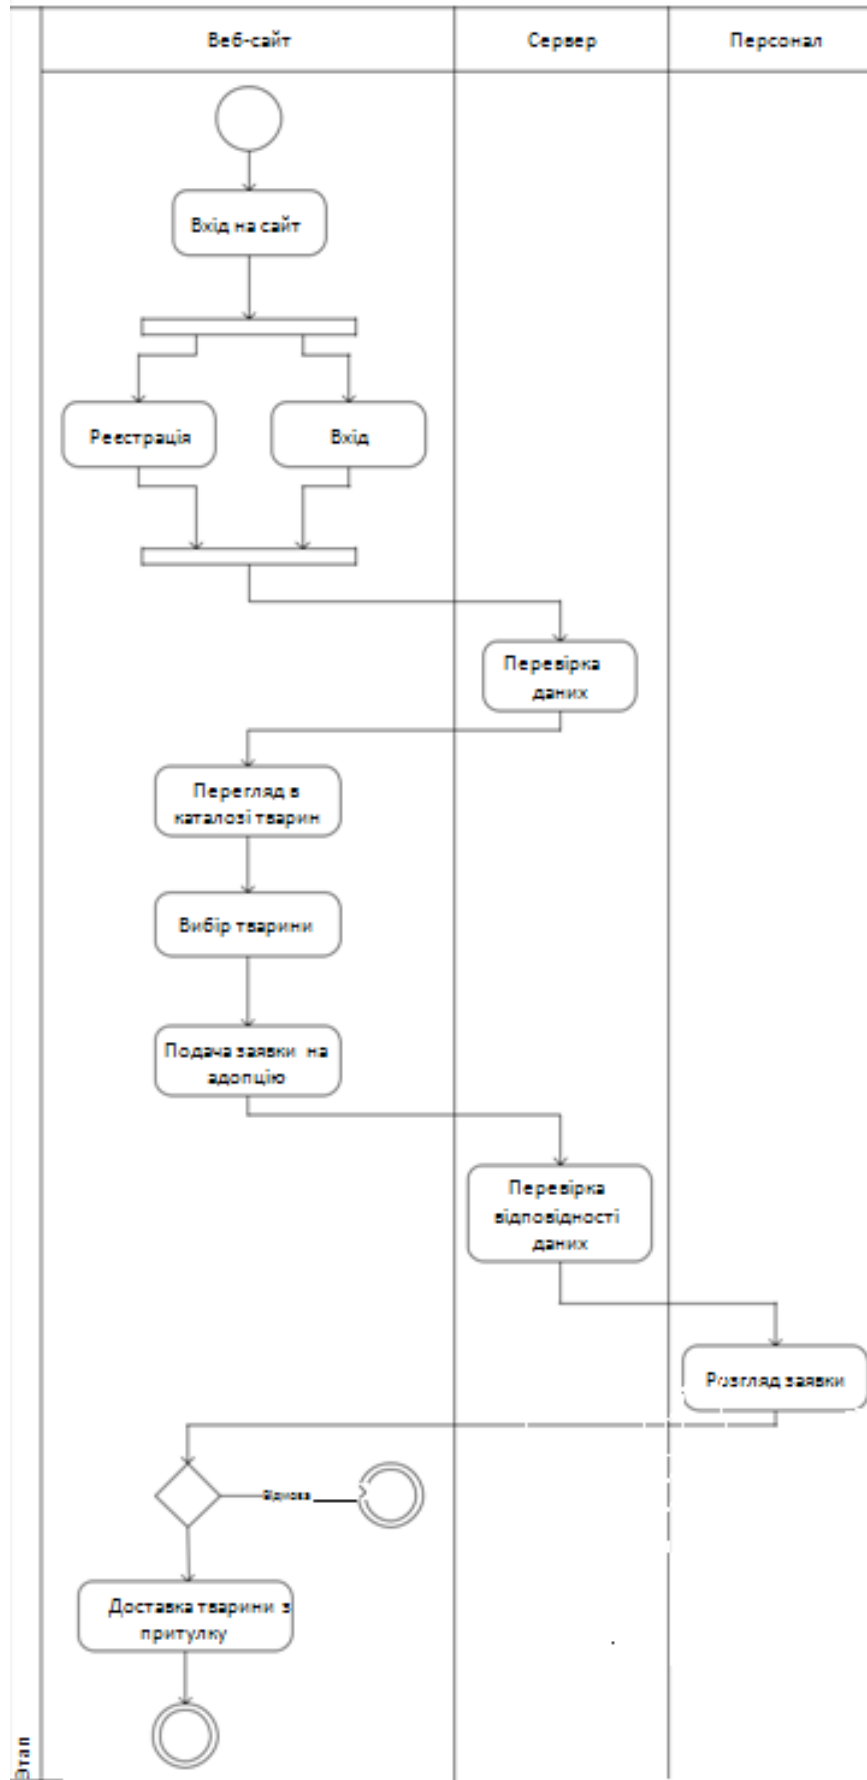 Веб-сайт
Сервер
Персонал
Вхід на сайт
Реєстрація
Вхід
Перевірка
даних
Перегляд в
каталозі тварин
Вибір тварини
Подача заявки на
адопцію
Перевірка
відповідності
даних
Розгляд заявки
Відмова
Доставка тварини з
притулку
Этап